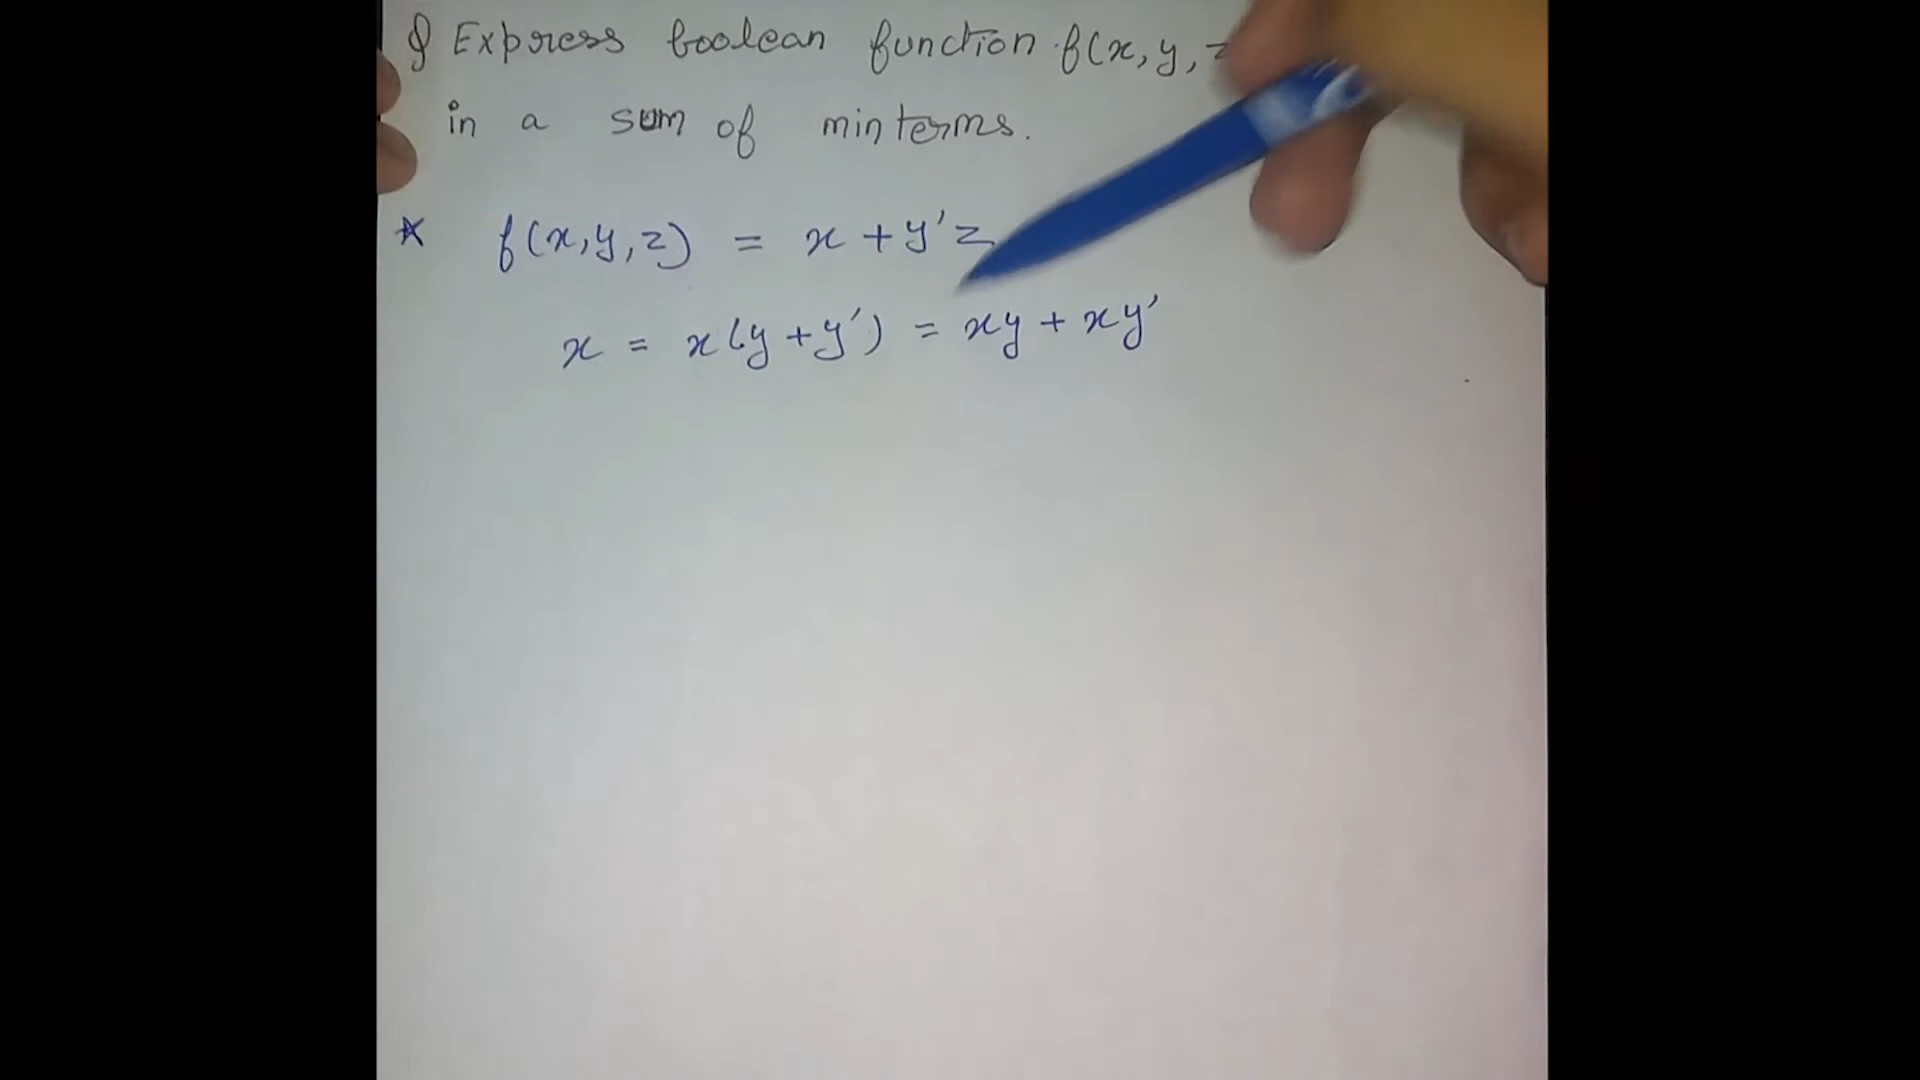 Q Express boolean function f(x, y, z
in a sum of minterms.
* f(x, y, z) = x + y'z
x = x(y + y') = xy + xy'